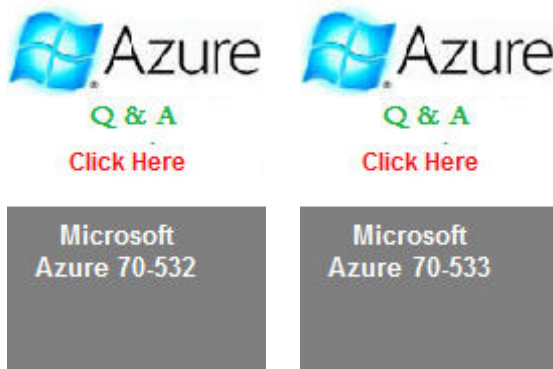 Azure
Q & A
Click Here
Microsoft
Azure 70-532
Azure
Q & A
Click Here
Microsoft
Azure 70-533